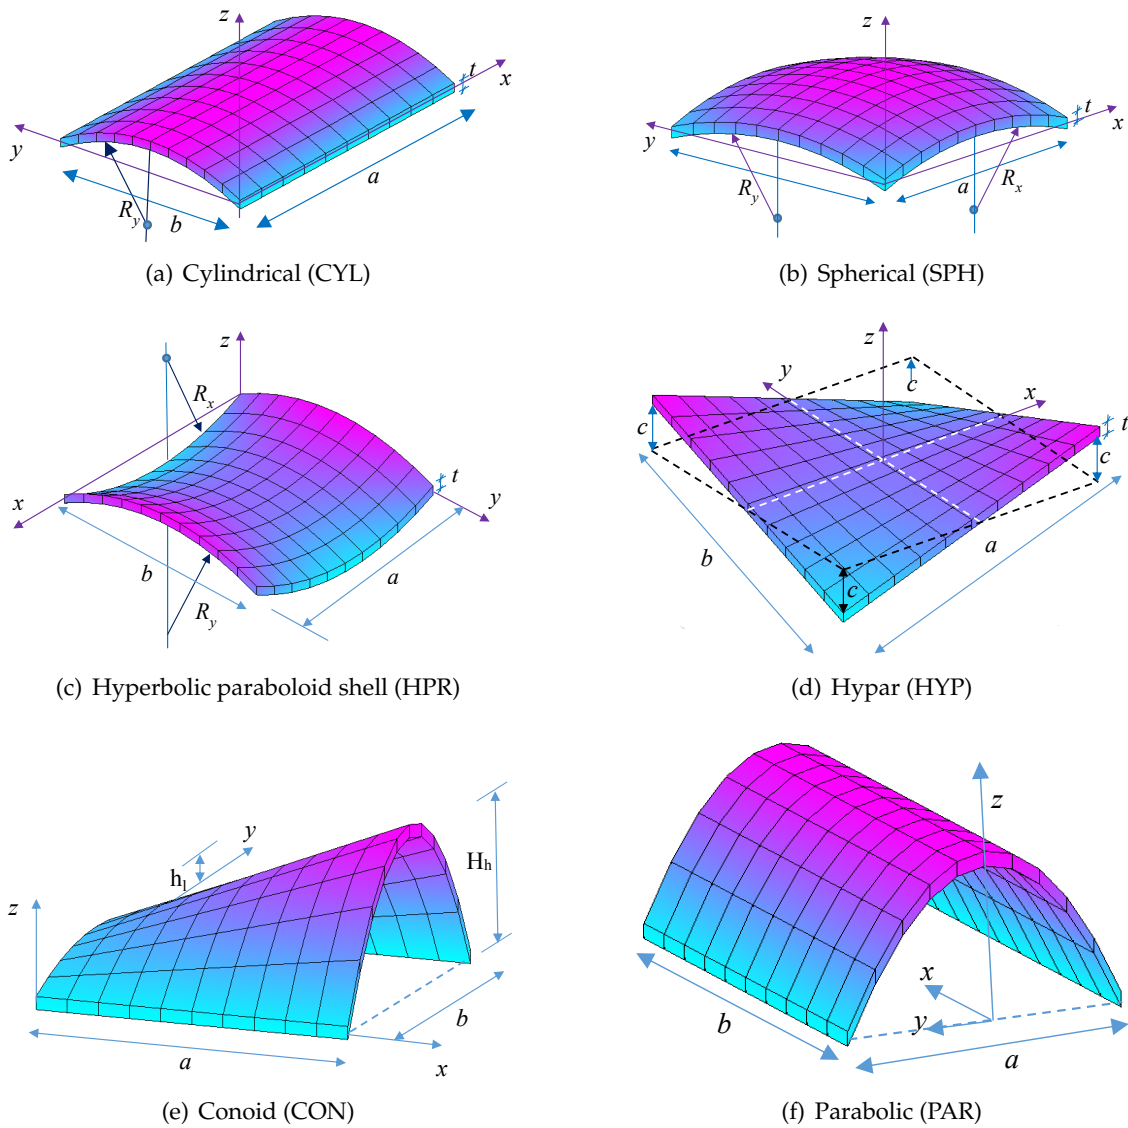 z
t
x
y
a
R_y
b
(a) Cylindrical (CYL)
z
t
x
y
a
R_y
R_x
(b) Spherical (SPH)
z
R_x
t
x
y
b
a
R_y
(c) Hyperbolic paraboloid shell (HPR)
z
y
c
x
t
c
c
b
a
c
(d) Hypar (HYP)
y
h_l
H_h
z
b
a
x
(e) Conoid (CON)
z
x
y
b
a
(f) Parabolic (PAR)